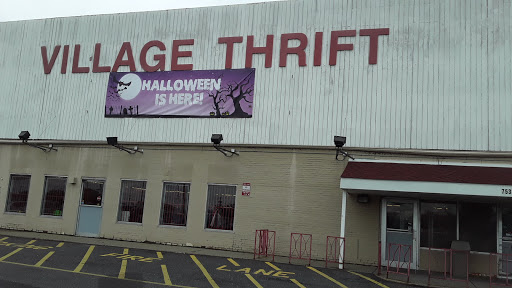 VILLAGE THRIFT
HALLOWEEN
IS HERE!
FIRE LANE